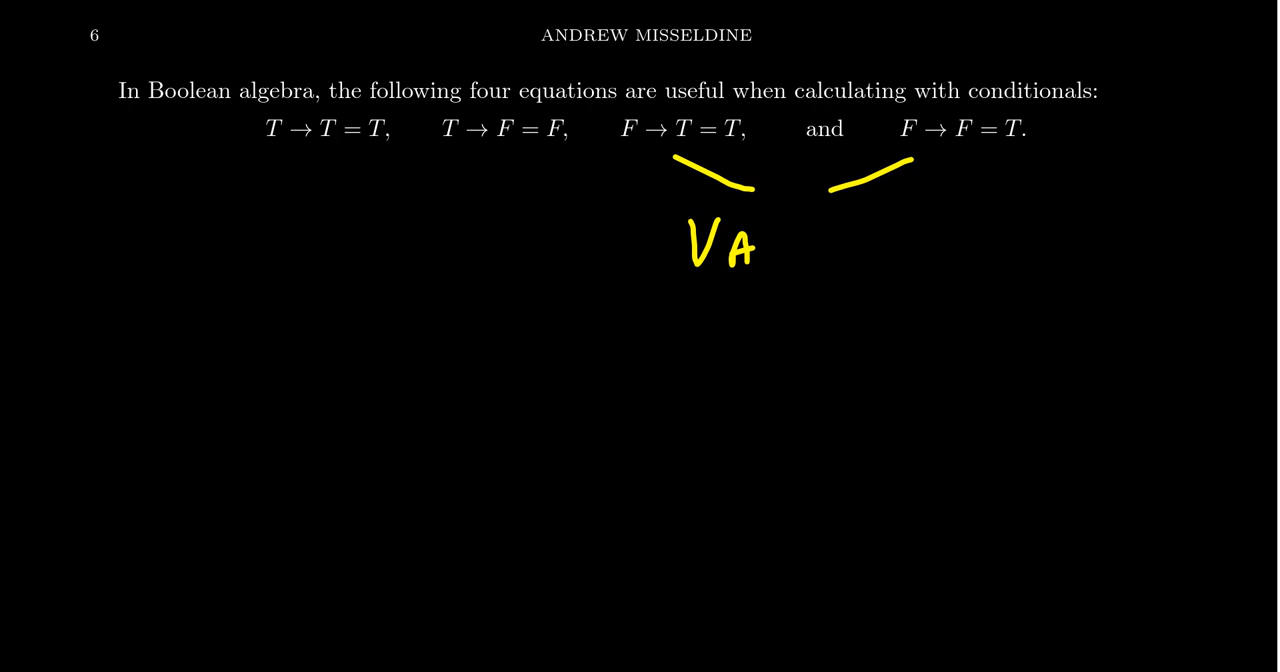 6 ANDREW MISSELDINE
In Boolean algebra, the following four equations are useful when calculating with conditionals:
T → T = T, T → F = F, F → T = T, and F → F = T.
VA